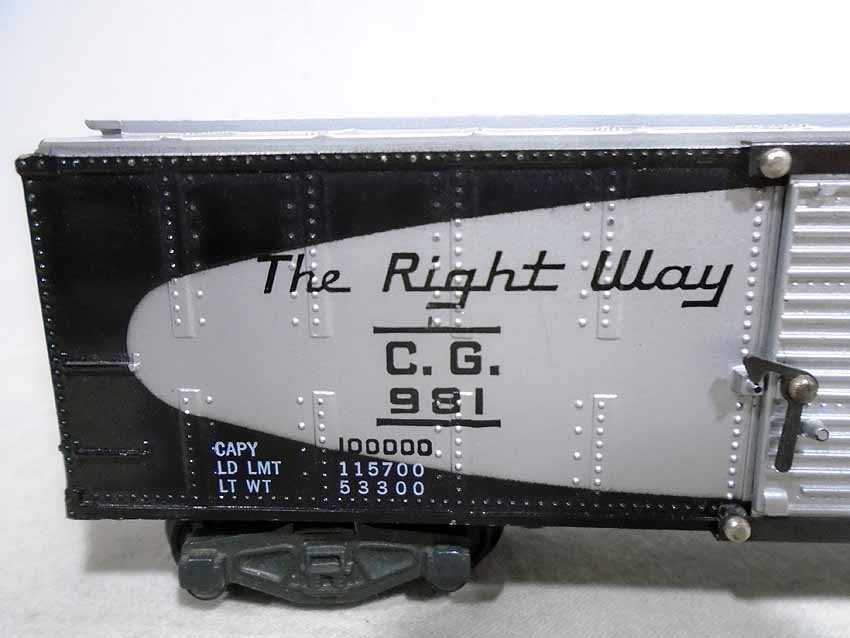 The Right Way
C. G.
981
CAPY 100000
LD LMT 115700
LT WT 53300